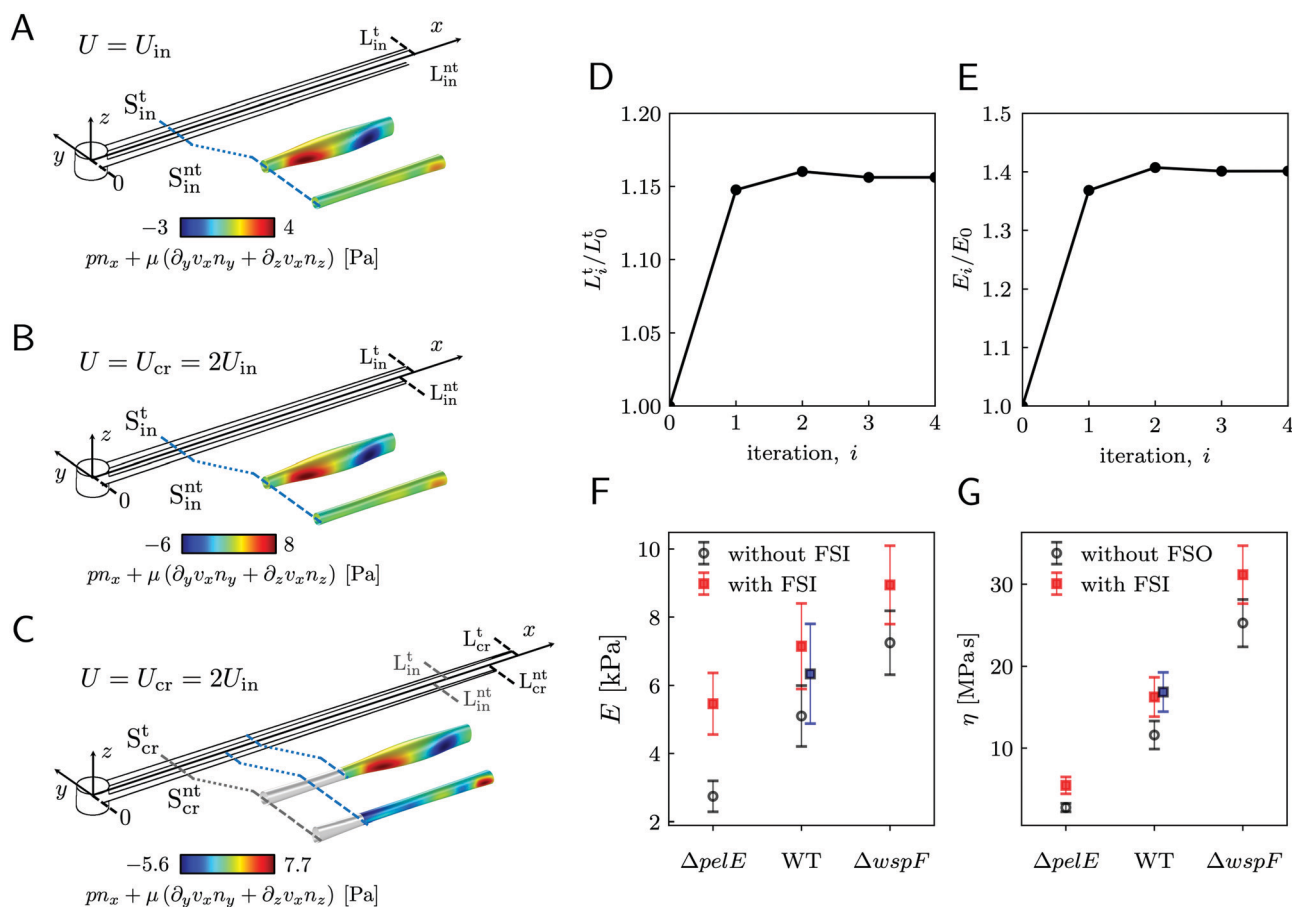 A
U = U_in
L_in^t
x
L_in^nt
S_in^t
z
y
0
S_in^nt
−3 4
pn_x + μ (∂_y v_x n_y + ∂_z v_x n_z) [Pa]
B
U = U_cr = 2U_in
L_in^t
x
L_in^nt
S_in^t
z
y
0
S_in^nt
−6 8
pn_x + μ (∂_y v_x n_y + ∂_z v_x n_z) [Pa]
C
U = U_cr = 2U_in
L_cr^t
x
L_in^t
L_cr^nt
L_in^nt
S_cr^t
z
y
0
S_cr^nt
−5.6 7.7
pn_x + μ (∂_y v_x n_y + ∂_z v_x n_z) [Pa]
D
1.20
1.15
1.10
1.05
1.00
L_i^t/L_0^t
0 1 2 3 4
iteration, i
E
1.5
1.4
1.3
1.2
1.1
1.0
E_i/E_0
0 1 2 3 4
iteration, i
F
without FSI
with FSI
10
8
6
4
2
E [kPa]
ΔpelE WT ΔwspF
G
without FSO
with FSI
30
20
10
η [MPa.s]
ΔpelE WT ΔwspF